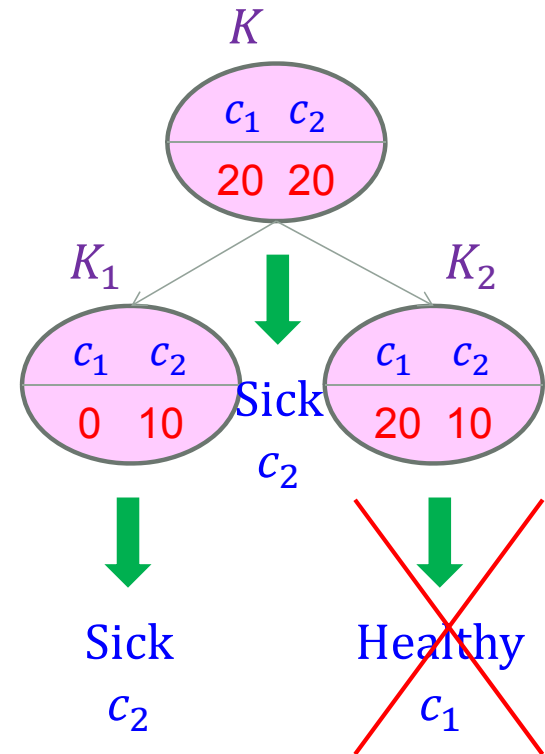 K
c₁ c₂
20 20
K₁
K₂
c₁ c₂
0 10
Sick
c₂
c₁ c₂
20 10
Sick
c₂
Healthy
c₁